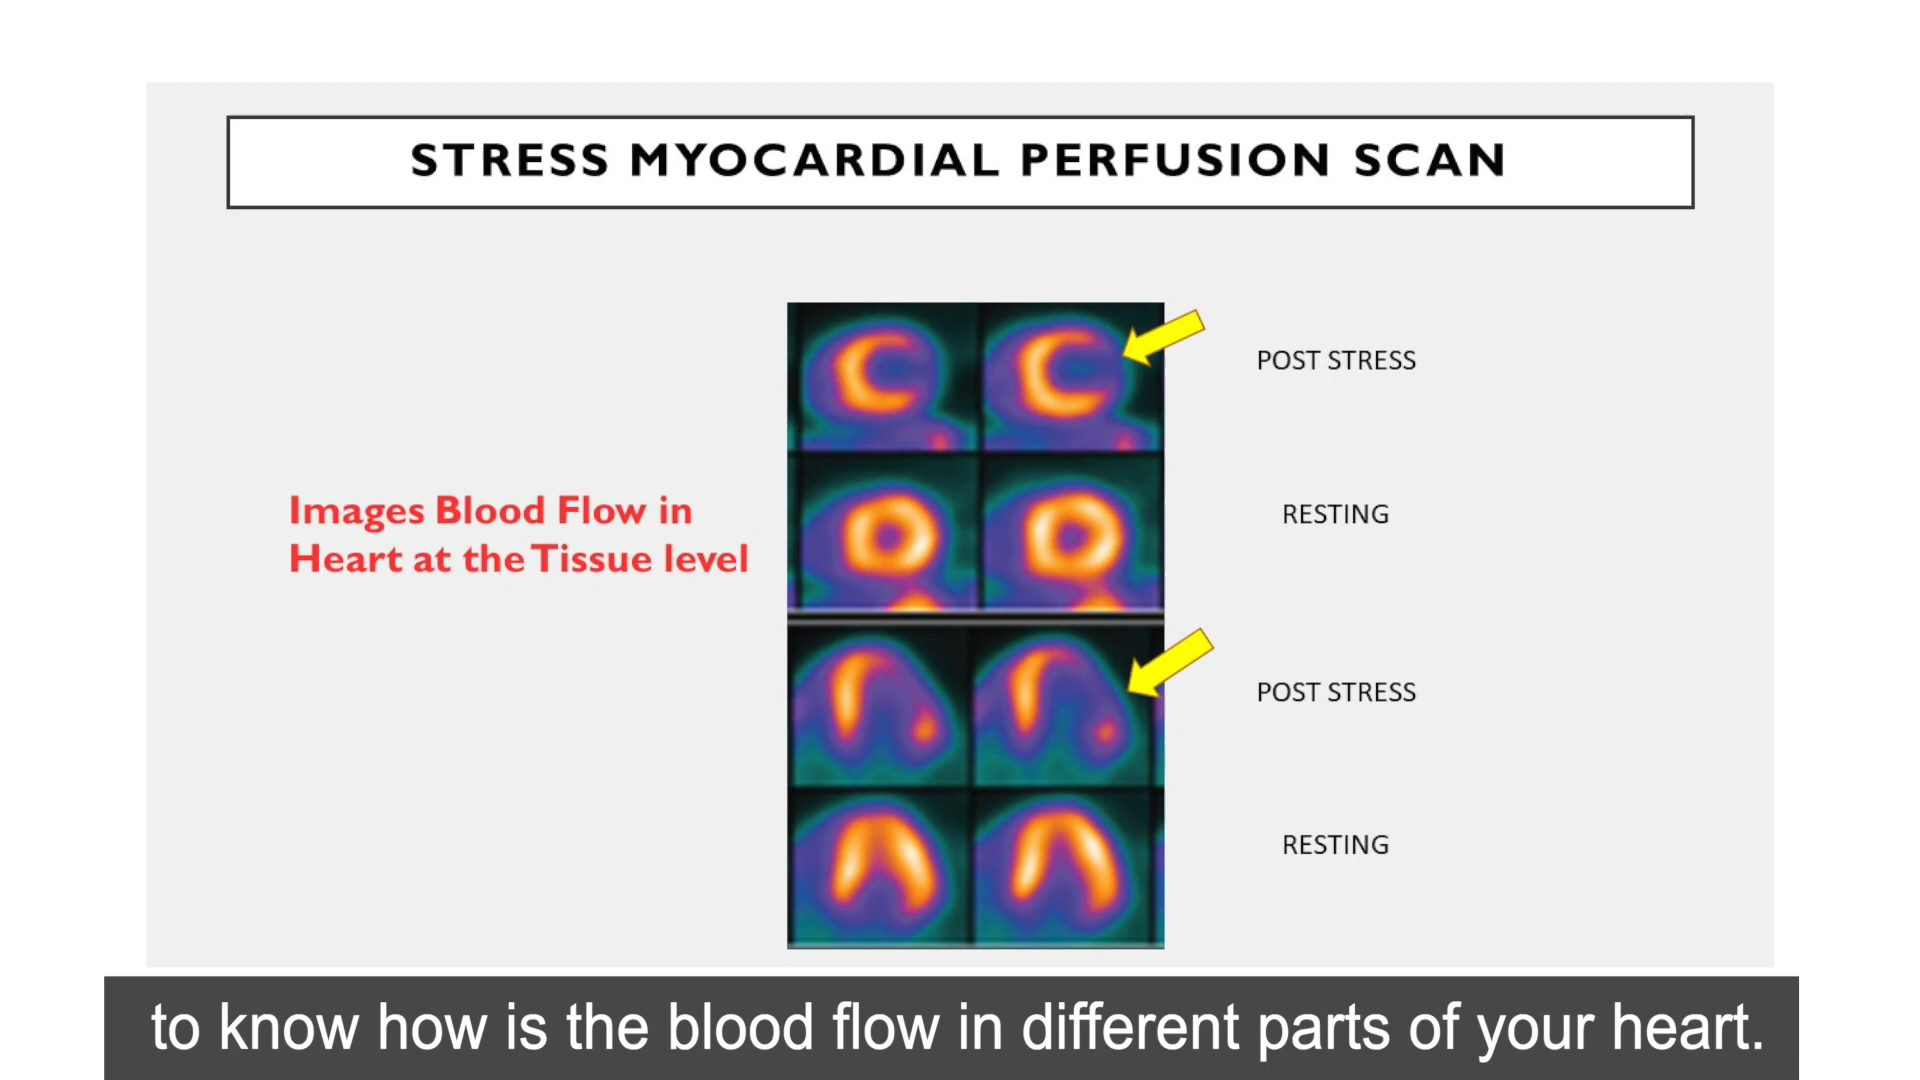 STRESS MYOCARDIAL PERFUSION SCAN
POST STRESS
Images Blood Flow in
Heart at the Tissue level
RESTING
POST STRESS
RESTING
to know how is the blood flow in different parts of your heart.